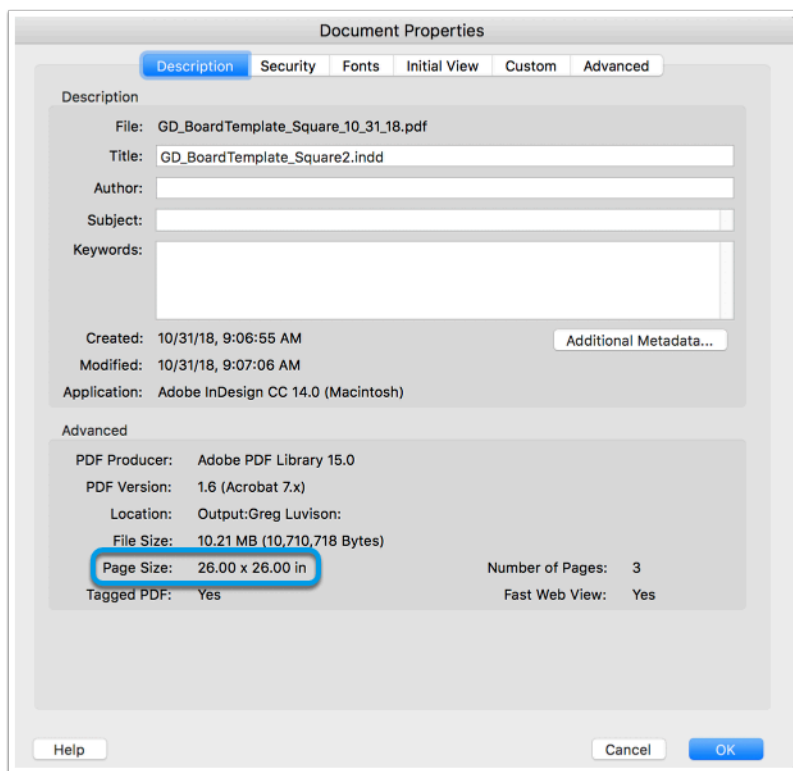 Document Properties
Description Security Fonts Initial View Custom Advanced
Description
File: GD_BoardTemplate_Square_10_31_18.pdf
Title: GD_BoardTemplate_Square2.indd
Author:
Subject:
Keywords:
Created: 10/31/18, 9:06:55 AM
Additional Metadata...
Modified: 10/31/18, 9:07:06 AM
Application: Adobe InDesign CC 14.0 (Macintosh)
Advanced
PDF Producer: Adobe PDF Library 15.0
PDF Version: 1.6 (Acrobat 7.x)
Location: Output:Greg Luvison:
File Size: 10.21 MB (10,710,718 Bytes)
Page Size: 26.00 x 26.00 in Number of Pages: 3
Tagged PDF: Yes Fast Web View: Yes
Help Cancel OK